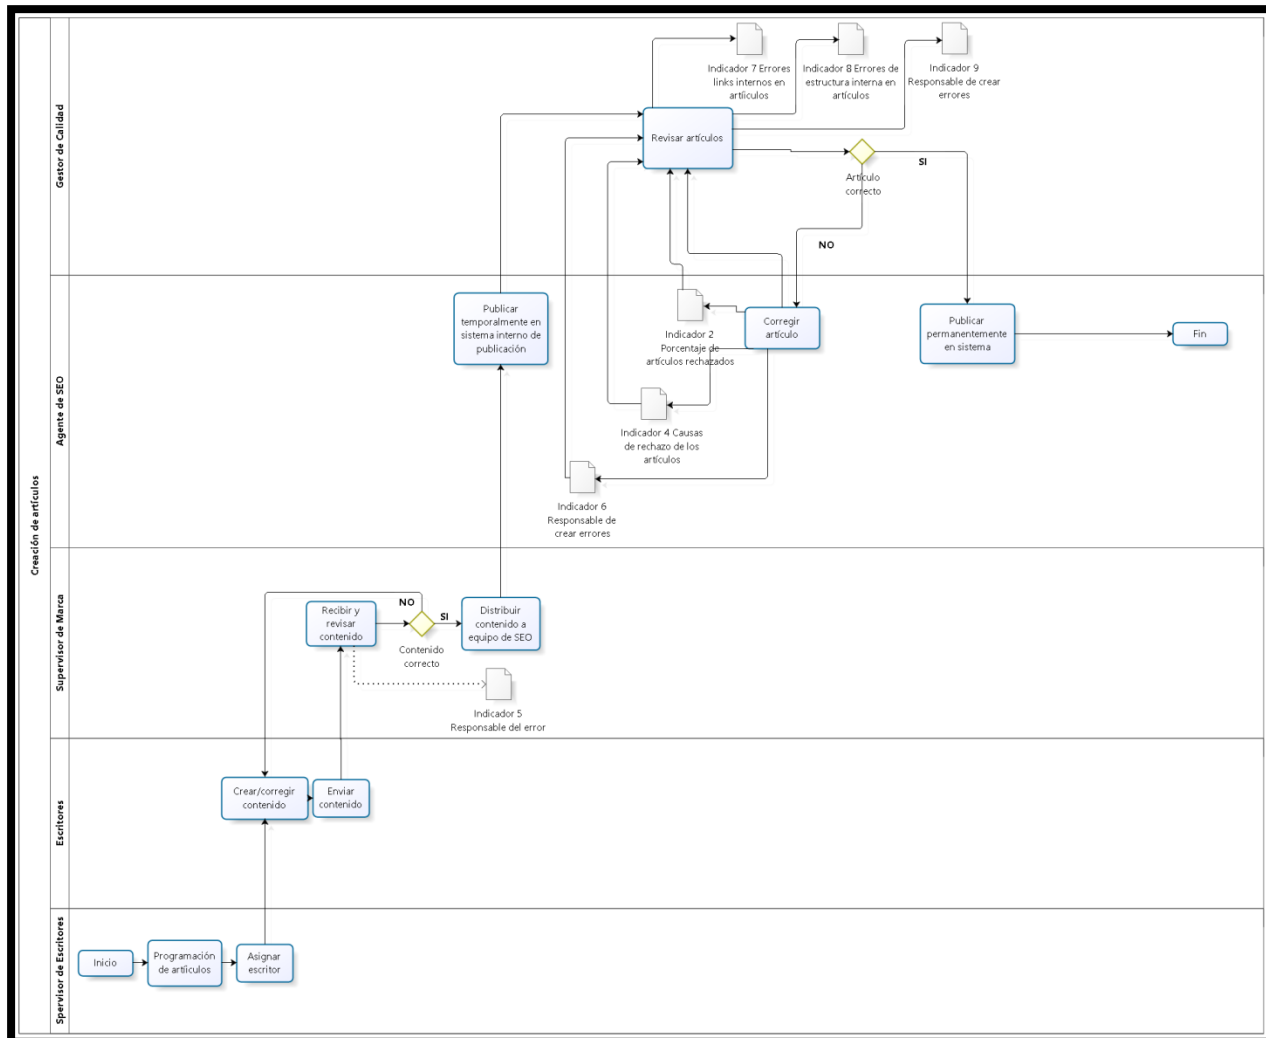 Creación de artículos
Gestor de Calidad
Indicador 7 Errores
links internos en
artíiculos
Indicador 8 Errores de
estructura interna en
artículos
Indicador 9
Responsable de crear
errores
Revisar artículos
Artículo
correcto
SI
NO
Agente de SEO
Publicar
temporalmente en
sistema interno de
publicación
Indicador 2
Porcentaje de
artículos rechazados
Corregir
artículo
Publicar
permanentemente
en sistema
Fin
Indicador 4 Causas
de rechazo de los
artículos
Indicador 6
Responsable de
crear errores
Supervisor de Marca
Recibir y
revisar
contenido
NO
SI
Contenido
correcto
Distribuir
contenido a
equipo de SEO
Indicador 5
Responsable del error
Escritores
Crear/corregir
contenido
Enviar
contenido
Spervisor de Escritores
Inicio
Programación
de artíiculos
Asignar
escritor